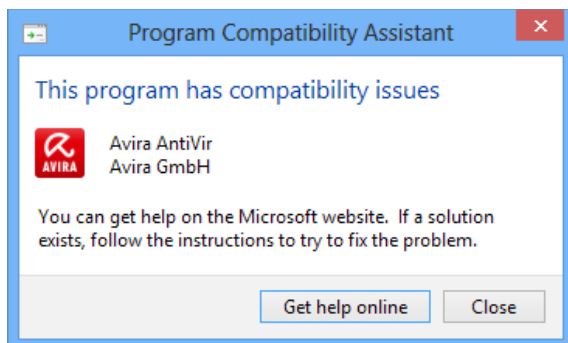 Program Compatibility Assistant
This program has compatibility issues
AVIRA
Avira AntiVir
Avira GmbH
You can get help on the Microsoft website.  If a solution
exists, follow the instructions to try to fix the problem.
Get help online
Close